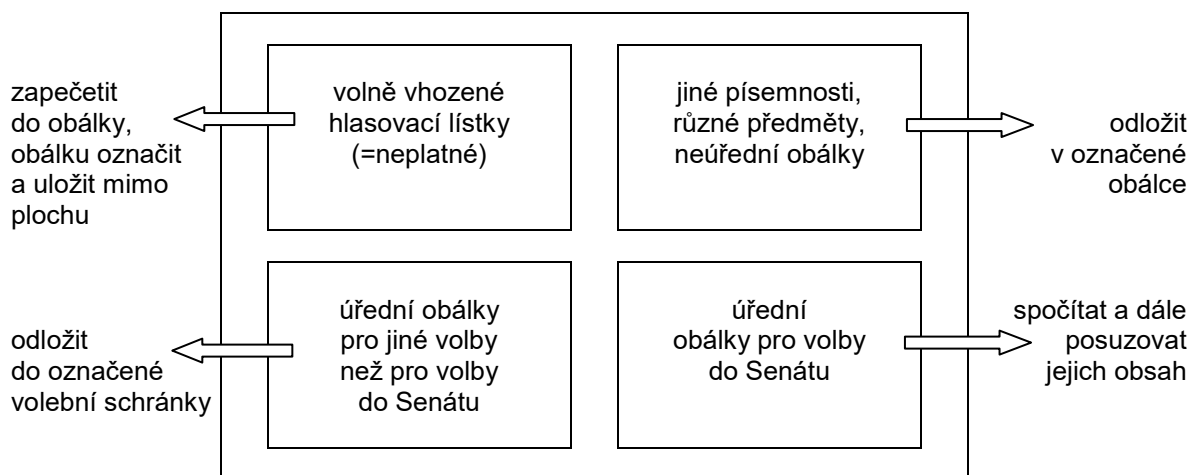 zapečetit
do obálky,
obálku označit
a uložit mimo
plochu
volně vhozené
hlasovací lístky
(=neplatné)
jiné písemnosti,
různé předměty,
neúřední obálky
odložit
v označené
obálce
odložit
do označené
volební schránky
úřední obálky
pro jiné volby
než pro volby
do Senátu
úřední
obálky pro volby
do Senátu
spočítat a dále
posuzovat
jejich obsah